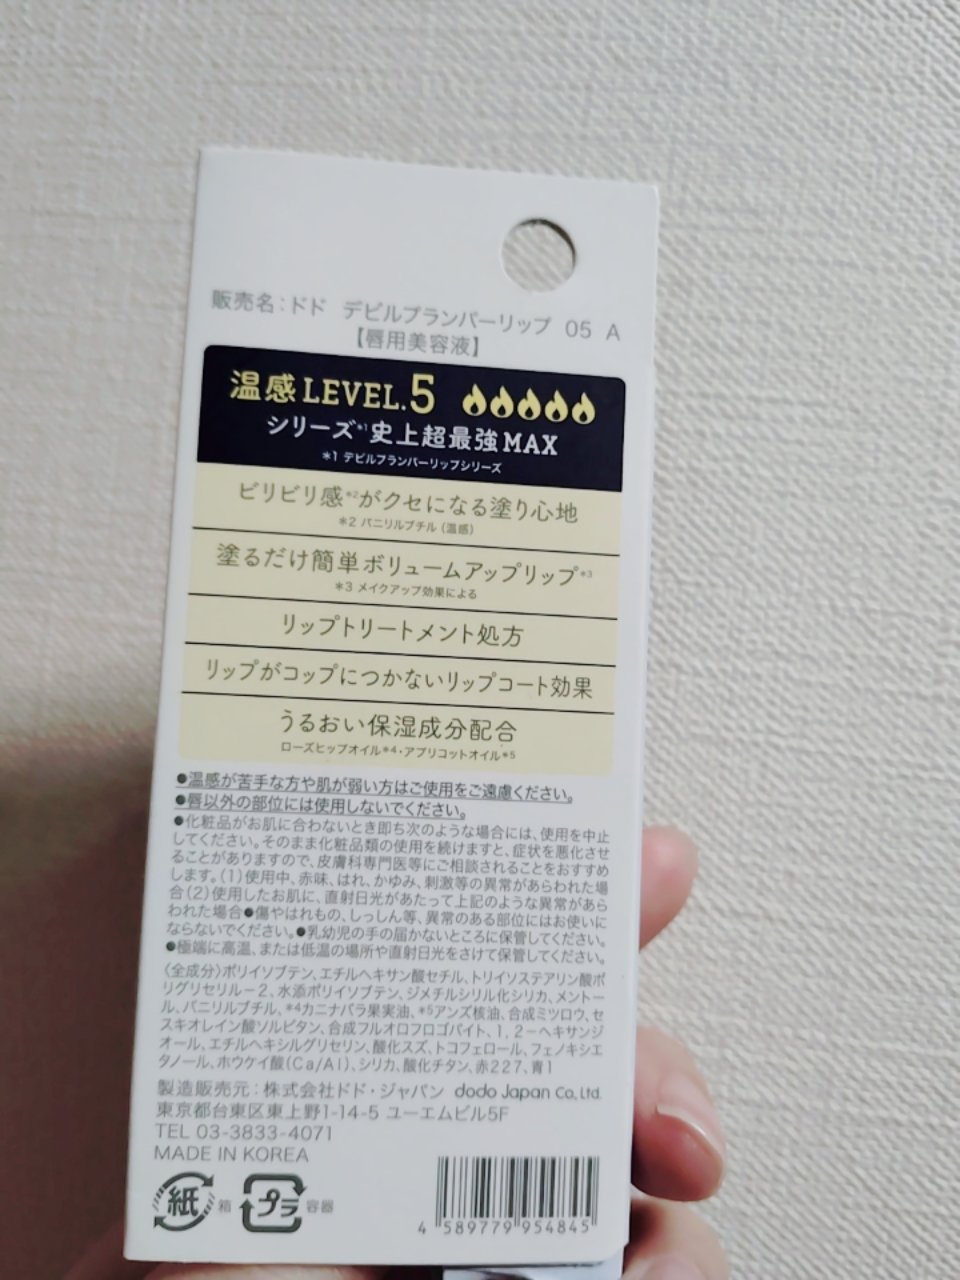 販売名:ドド デビルプランパーリップ 05 A
【唇用美容液】
温感LEVEL.5
シリーズ*1史上超最強MAX
*1 デビルプランパーリップシリーズ
ビリビリ感*2がクセになる塗り心地
*2 バニリルブチル(温感)
塗るだけ簡単ボリュームアップリップ*3
*3 メイクアップ効果による
リップトリートメント処方
リップがコップにつかないリップコート効果
うるおい保湿成分配合
ローズヒップオイル*4・アプリコットオイル*5
●温感が苦手な方や肌が弱い方はご使用をご遠慮ください。
●唇以外の部位には使用しないでください。
●化粧品がお肌に合わないとき即ち次のような場合には、使用を中止
してください。そのまま化粧品類の使用を続けますと、症状を悪化させ
ることがありますので、皮膚科専門医等にご相談されることをおすすめ
します。(1)使用中、赤味、はれ、かゆみ、刺激等の異常があらわれた場
合(2)使用したお肌に、直射日光があたって上記のような異常があら
われた場合●傷やはれもの、しっしん等、異常のある部位にはお使いに
ならないでください。●乳幼児の手の届かないところに保管してください。
●極端に高温、または低温の場所や直射日光をさけて保管してください。
〈全成分〉ポリイソブテン、エチルヘキサン酸セチル、トリイソステアリン酸ポ
リグリセリル-2、水添ポリイソブテン、ジメチルシリル化シリカ、メントー
ル、バニリルブチル、*4カニナバラ果実油、*5アンズ核油、合成ミツロウ、セ
スキオレイン酸ソルビタン、合成フルオロフロゴパイト、1,2-ヘキサンジ
オール、エチルヘキシルグリセリン、酸化スズ、トコフェロール、フェノキシエ
タノール、ホウケイ酸(Ca/Al)、シリカ、酸化チタン、赤227、青1
製造販売元:株式会社ドド・ジャパン dodo Japan Co.,Ltd.
東京都台東区東上野1-14-5 ユーエムビル5F
TEL 03-3833-4071
MADE IN KOREA
紙 箱 プラ 容器
4 589779 954845